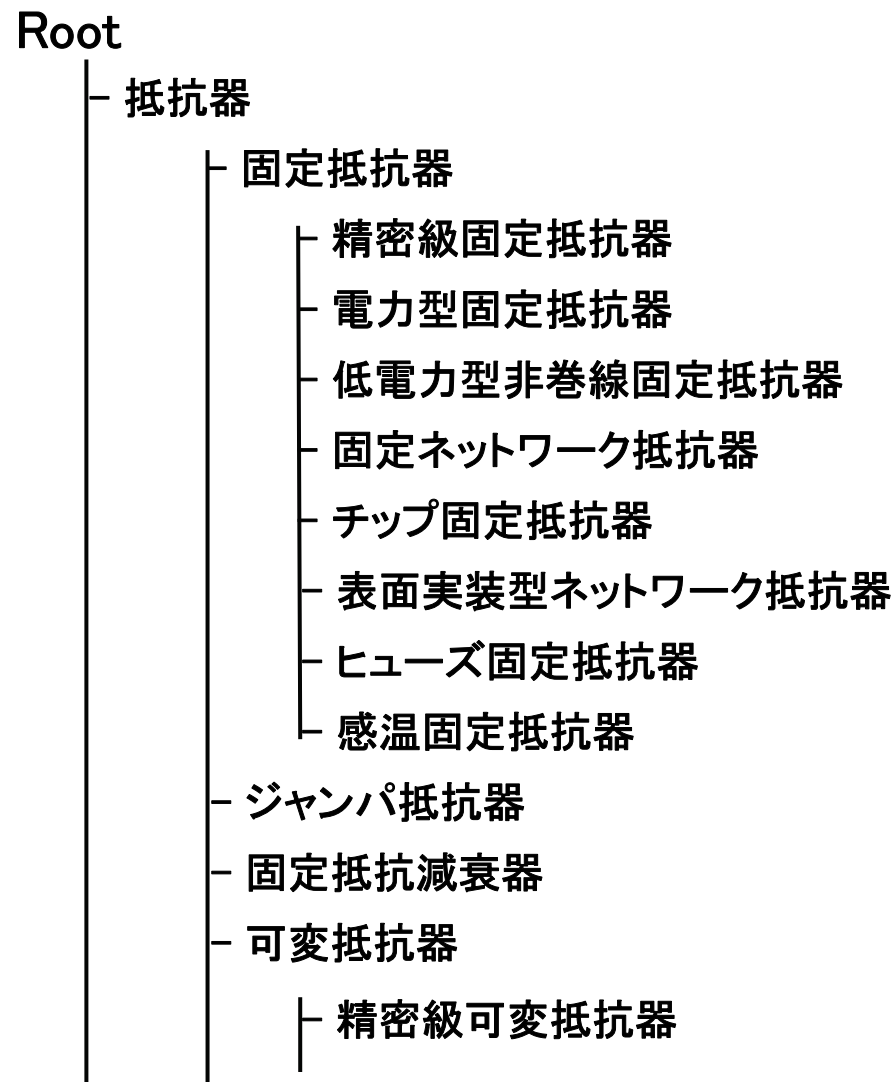 Root
抵抗器
固定抵抗器
精密級固定抵抗器
電力型固定抵抗器
低電力型非巻線固定抵抗器
固定ネットワーク抵抗器
チップ固定抵抗器
表面実装型ネットワーク抵抗器
ヒューズ固定抵抗器
感温固定抵抗器
ジャンパ抵抗器
固定抵抗減衰器
可変抵抗器
精密級可変抵抗器